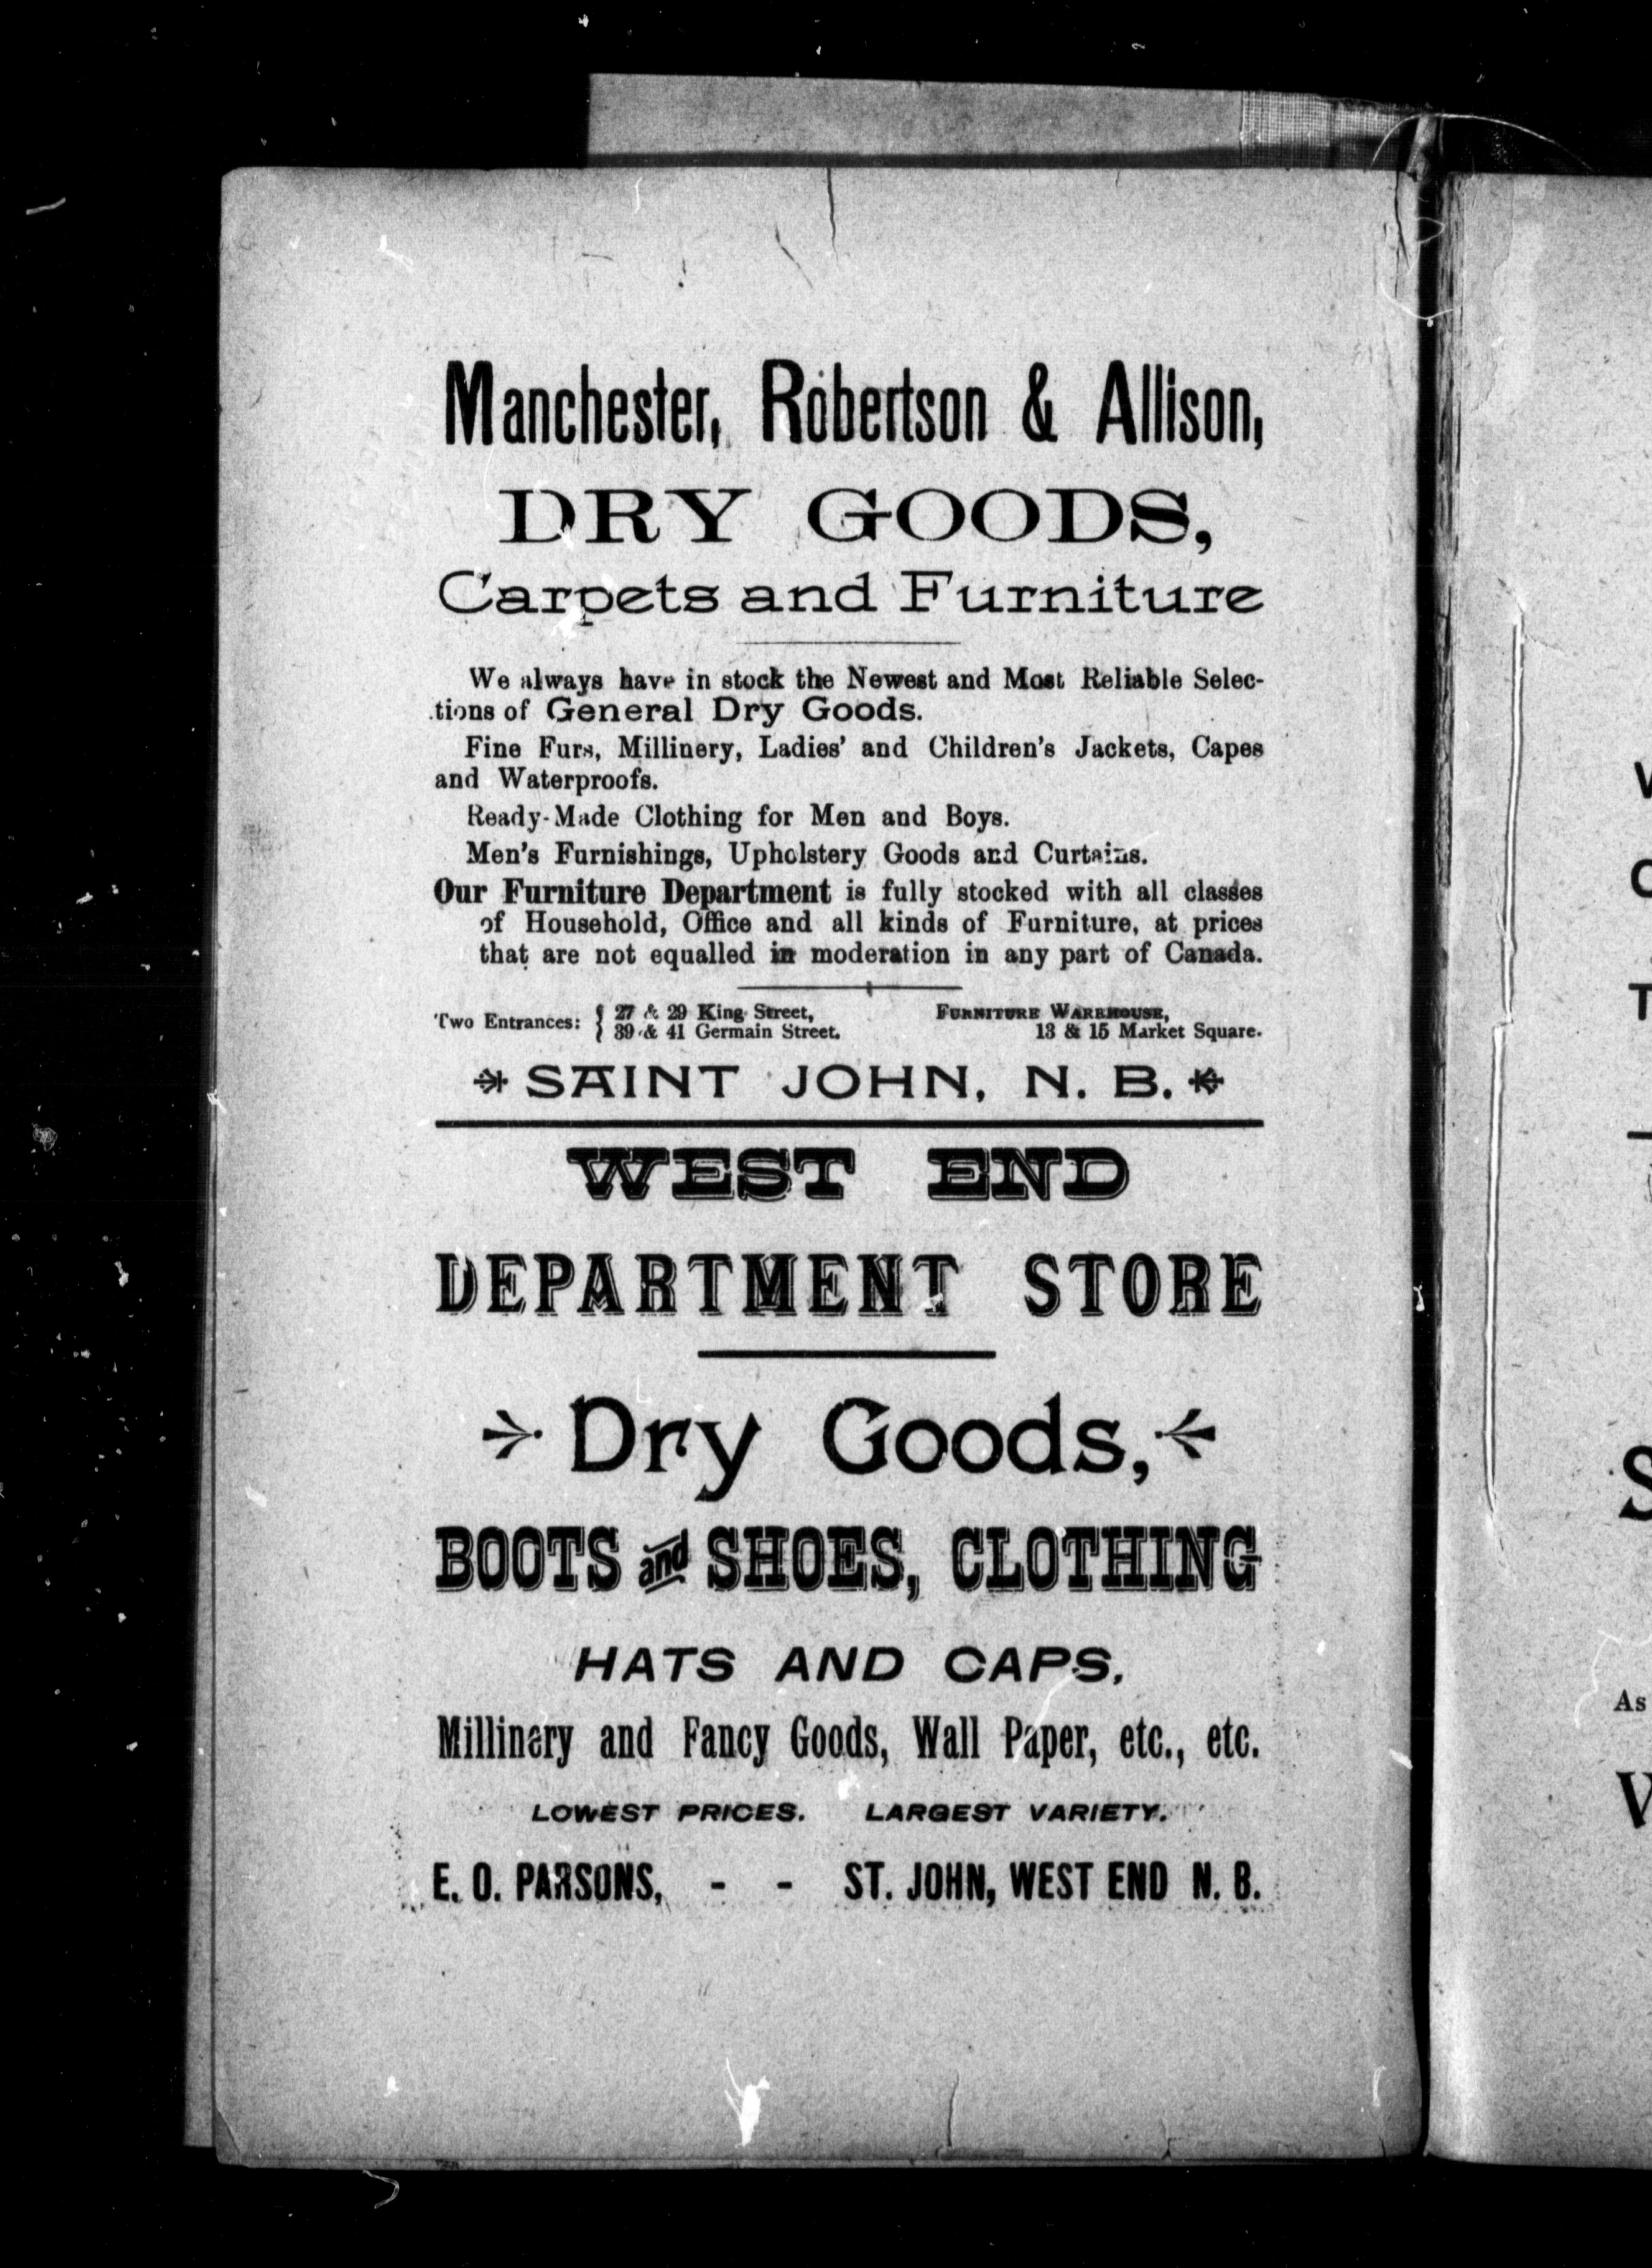 Manchester, Robertson & Allison,
DRY GOODS,
Carpets and Furniture
We always have in stock the Newest and Most Reliable Selec-
tions of General Dry Goods.
Fine Furs, Millinery, Ladies' and Children's Jackets, Capes
and Waterproofs.
Ready-Made Clothing for Men and Boys.
Men's Furnishings, Upholstery Goods and Curtains.
Our Furniture Department is fully stocked with all classes
of Household, Office and all kinds of Furniture, at prices
that are not equalled in moderation in any part of Canada.
Two Entrances: { 27 & 29 King Street, FURNITURE WAREHOUSE,
39 & 41 Germain Street. 13 & 15 Market Square.
SAINT JOHN, N. B.
WEST END
DEPARTMENT STORE
Dry Goods,
BOOTS and SHOES, CLOTHING
HATS AND CAPS,
Millinery and Fancy Goods, Wall Paper, etc., etc.
LOWEST PRICES. LARGEST VARIETY.
E. O. PARSONS, - - ST. JOHN, WEST END N. B.
As